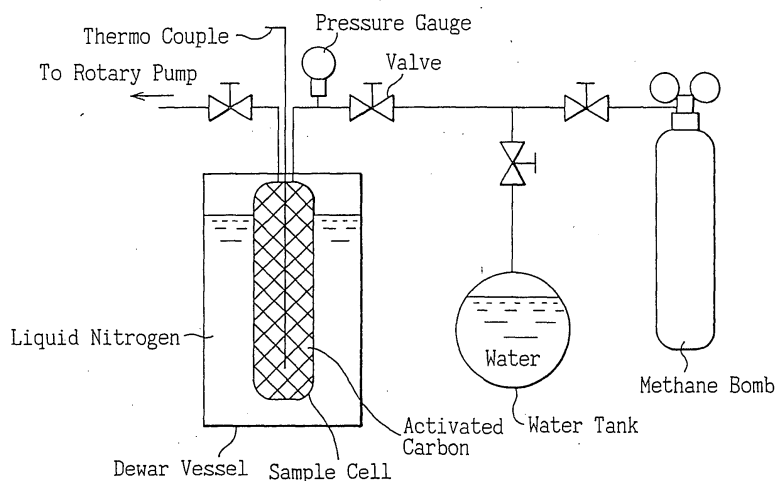 Pressure Gauge
Thermo Couple
Valve
To Rotary Pump
Liquid Nitrogen
Water
Methane Bomb
Activated
Carbon
Water Tank
Dewar Vessel
Sample Cell